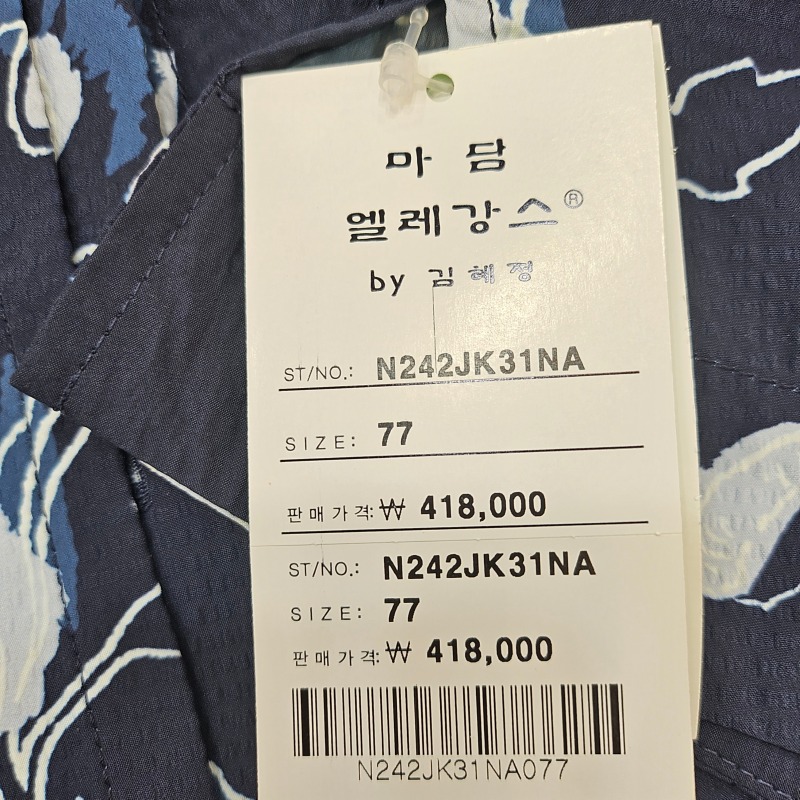 마 담
엘레강스®
by 김혜정
ST/NO.: N242JK31NA
SIZE: 77
판매가격:₩ 418,000
ST/NO.: N242JK31NA
SIZE: 77
판매가격:₩ 418,000
N242JK31NA077